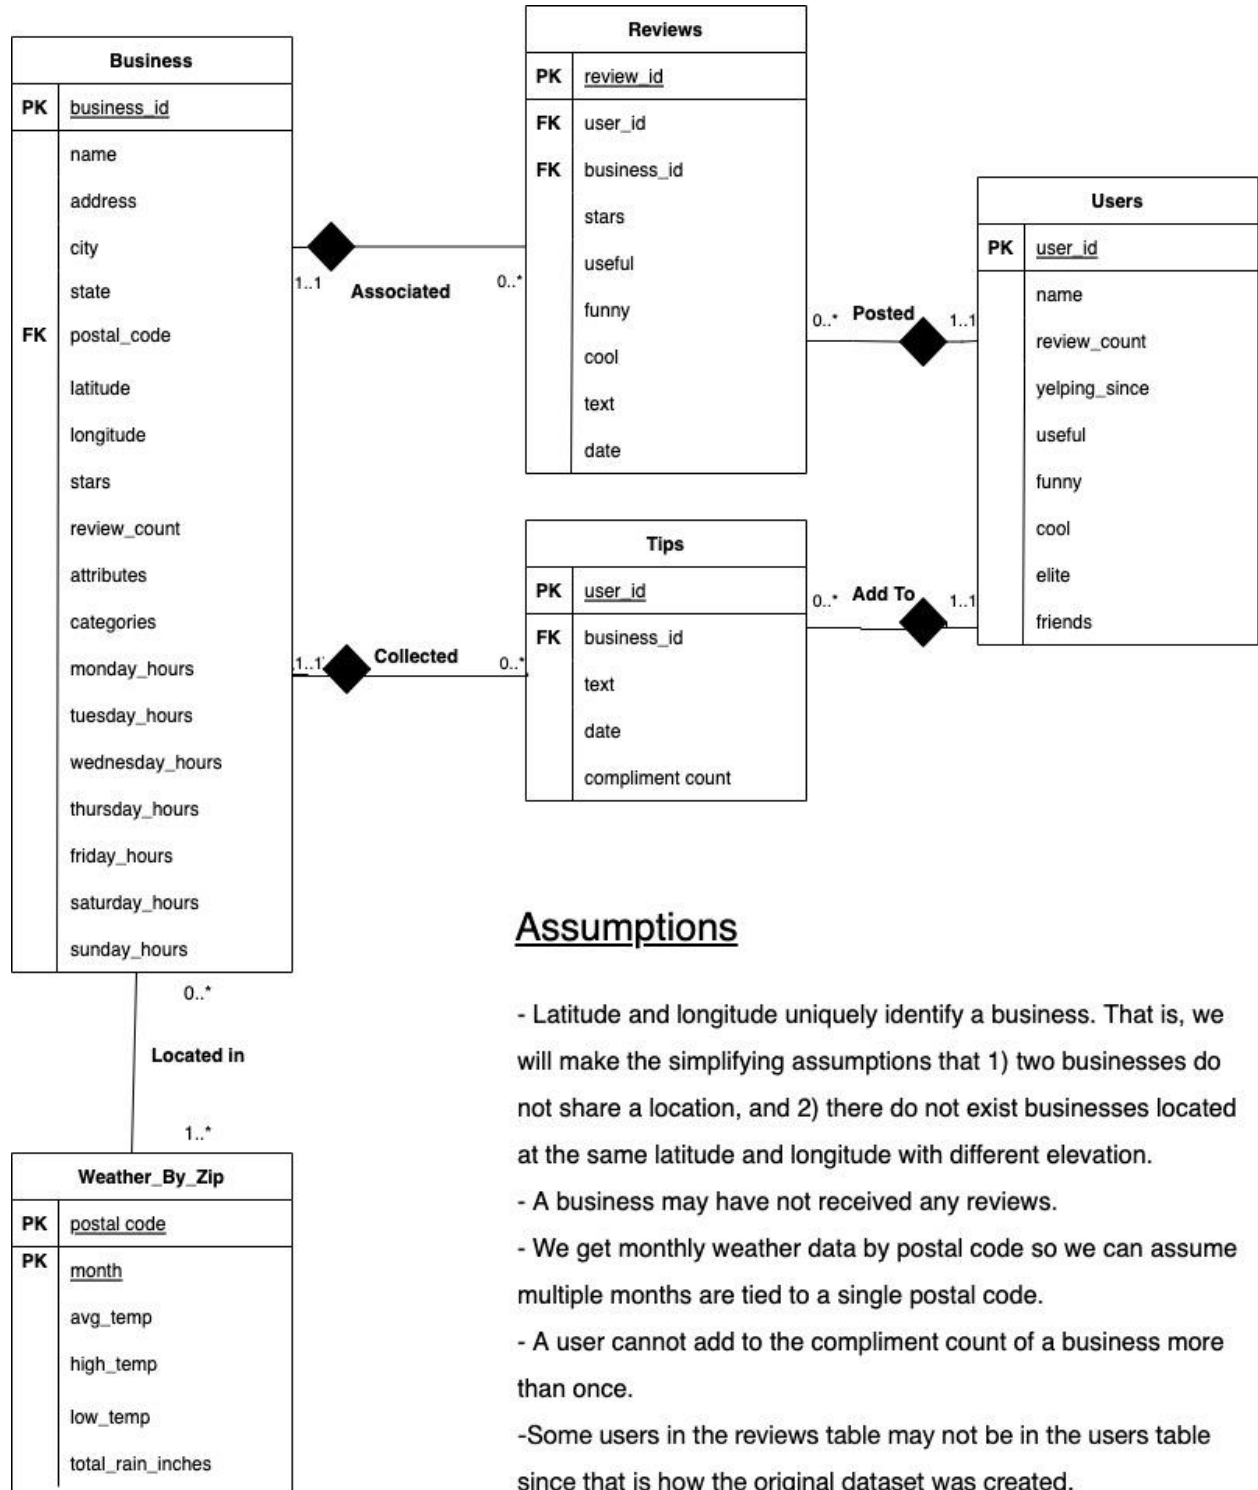 Business
PK business_id
name
address
city
state
FK postal_code
latitude
longitude
stars
review_count
attributes
categories
monday_hours
tuesday_hours
wednesday_hours
thursday_hours
friday_hours
saturday_hours
sunday_hours
1..1
Associated
0..*
Reviews
PK review_id
FK user_id
FK business_id
stars
useful
funny
cool
text
date
0..*
Posted
1..1
Users
PK user_id
name
review_count
yelping_since
useful
funny
cool
elite
friends
1..1
Collected
0..*
Tips
PK user_id
FK business_id
text
date
compliment count
0..*
Add To
1..1
0..*
Located in
1..*
Weather_By_Zip
PK postal code
PK month
avg_temp
high_temp
low_temp
total_rain_inches
Assumptions
- Latitude and longitude uniquely identify a business. That is, we
will make the simplifying assumptions that 1) two businesses do
not share a location, and 2) there do not exist businesses located
at the same latitude and longitude with different elevation.
- A business may have not received any reviews.
- We get monthly weather data by postal code so we can assume
multiple months are tied to a single postal code.
- A user cannot add to the compliment count of a business more
than once.
-Some users in the reviews table may not be in the users table
since that is how the original dataset was created.